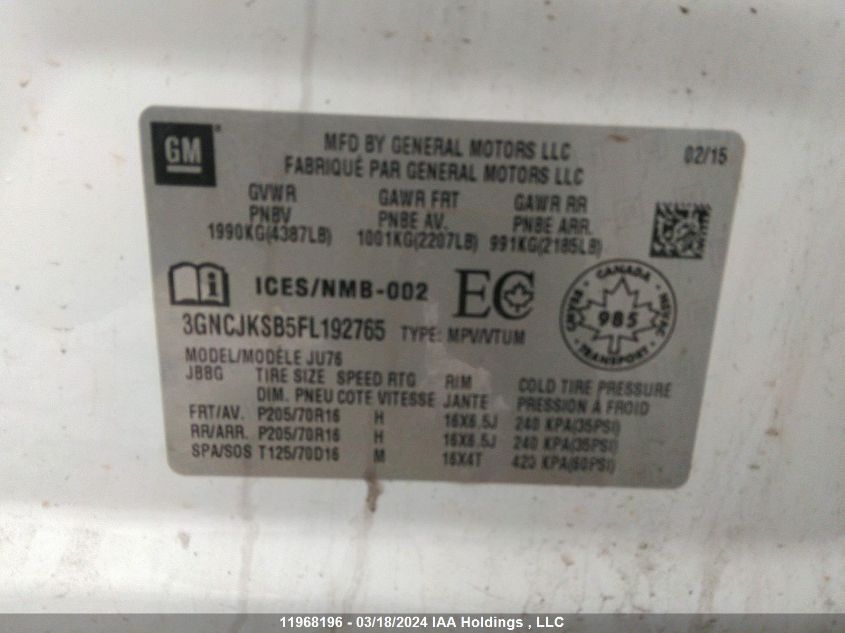 GM
MFD BY GENERAL MOTORS LLC 02/15
FABRIQUÉ PAR GENERAL MOTORS LLC
GVWR GAWR FRT GAWR RR
PNBV PNBE AV. PNBE ARR.
1990KG(4387LB) 1001KG(2207LB) 991KG(2185LB)
i ICES/NMB-002 EC
CANADA
985
TRANSPORT
3GNCJKSB5FL192765 TYPE: MPV/VTUM
MODEL/MODÈLE JU76
JBBG TIRE SIZE SPEED RTG RIM COLD TIRE PRESSURE
DIM. PNEU COTE VITESSE JANTE PRESSION À FROID
FRT/AV. P205/70R16 H 16X6.5J 240 KPA(35PSI)
RR/ARR. P205/70R16 H 16X6.5J 240 KPA(35PSI)
SPA/SOS T125/70D16 M 16X4T 420 KPA(60PSI)
11968196 - 03/18/2024 IAA Holdings , LLC